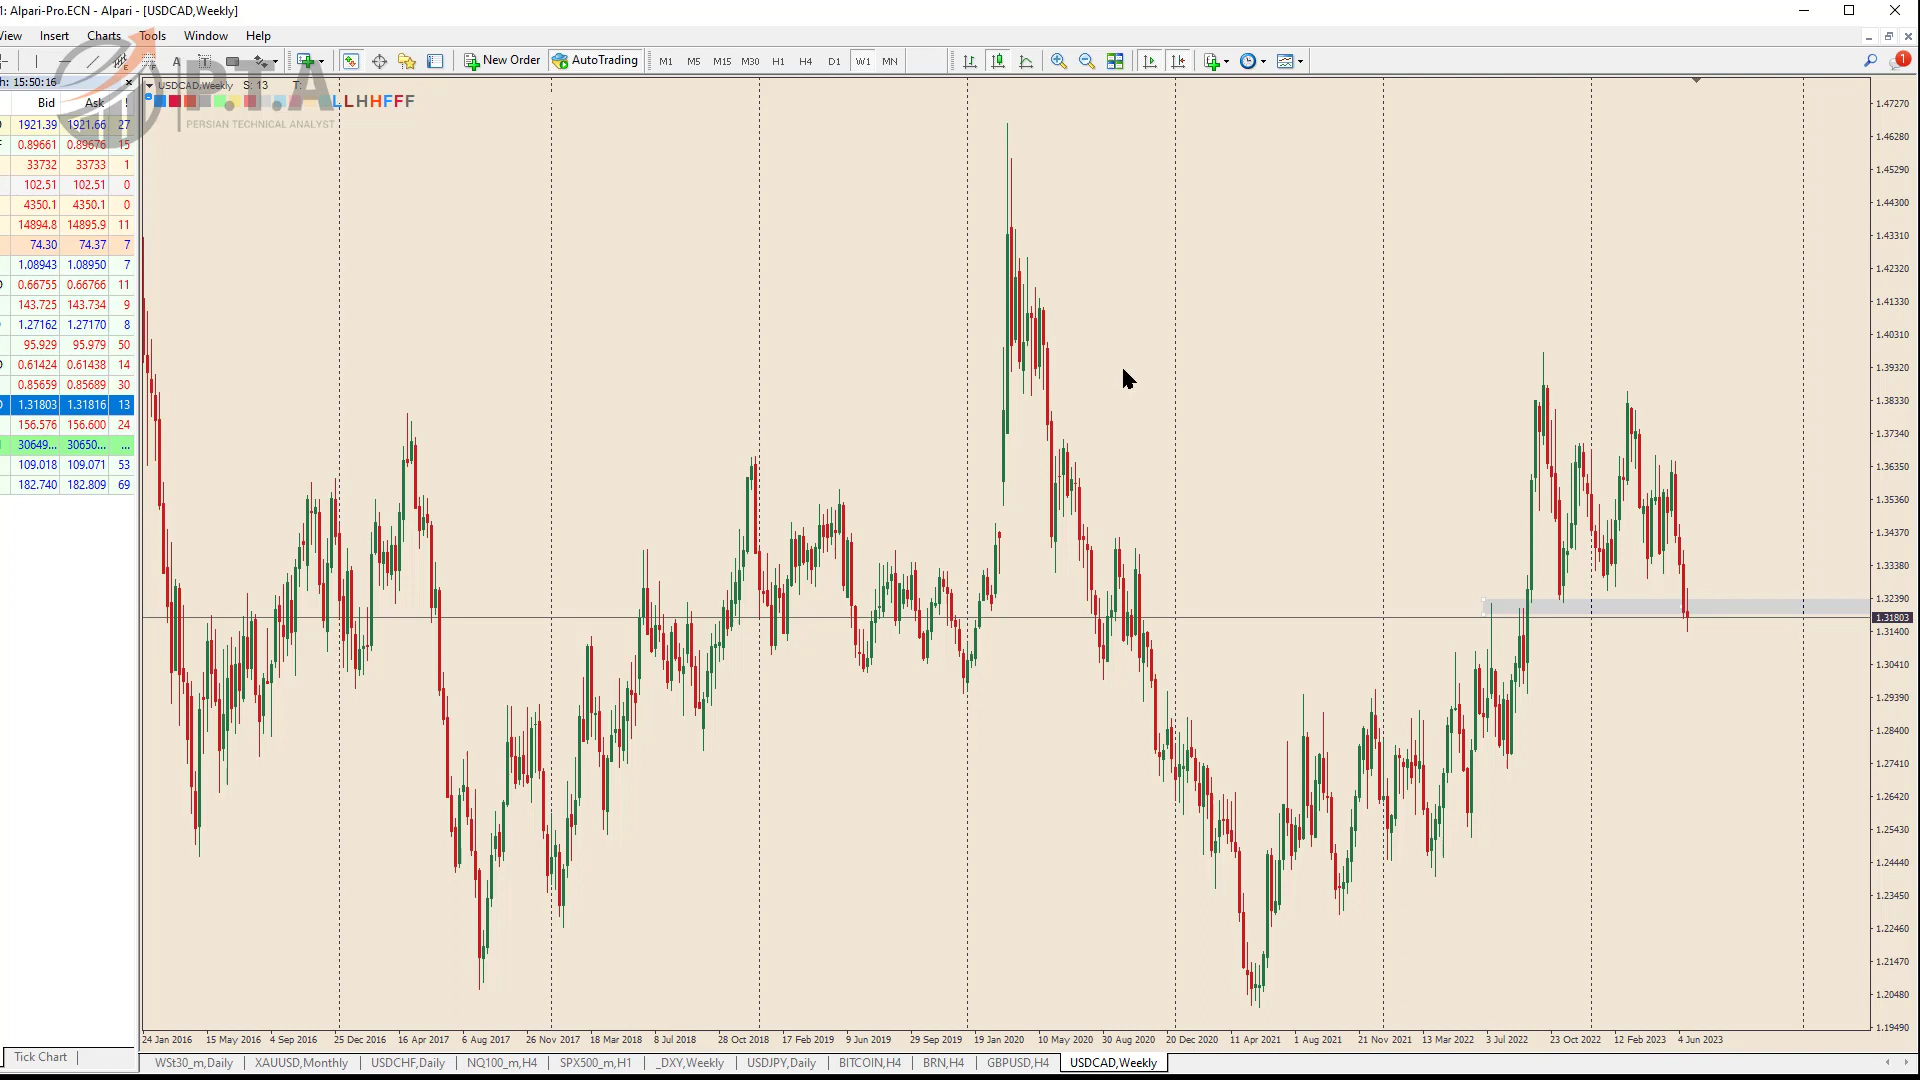 1: Alpari-Pro.ECN - Alpari - [USDCAD,Weekly]
View Insert Charts Tools Window Help
New Order AutoTrading M1 M5 M15 M30 H1 H4 D1 W1 MN
1
h: 15:50:16
Bid Ask !
1921.39 1921.66 27
0.89661 0.89676 15
33732 33733 1
102.51 102.51 0
4350.1 4350.1 0
14894.8 14895.9 11
74.30 74.37 7
1.08943 1.08950 7
0.66755 0.66766 11
143.725 143.734 9
1.27162 1.27170 8
95.929 95.979 50
0.61424 0.61438 14
0.85659 0.85689 30
1.31803 1.31816 13
156.576 156.600 24
30649... 30650... ...
109.018 109.071 53
182.740 182.809 69
Tick Chart
USDCAD,Weekly S: 13 T:
LLHHFFF
P.T.A
PERSIAN TECHNICAL ANALYST
1.47270
1.46280
1.45290
1.44300
1.43310
1.42320
1.41330
1.40310
1.39320
1.38330
1.37340
1.36350
1.35360
1.34370
1.33380
1.32390
1.31803
1.31400
1.30410
1.29390
1.28400
1.27410
1.26420
1.25430
1.24440
1.23450
1.22460
1.21470
1.20480
1.19490
24 Jan 2016 15 May 2016 4 Sep 2016 25 Dec 2016 16 Apr 2017 6 Aug 2017 26 Nov 2017 18 Mar 2018 8 Jul 2018 28 Oct 2018 17 Feb 2019 9 Jun 2019 29 Sep 2019 19 Jan 2020 10 May 2020 30 Aug 2020 20 Dec 2020 11 Apr 2021 1 Aug 2021 21 Nov 2021 13 Mar 2022 3 Jul 2022 23 Oct 2022 12 Feb 2023 4 Jun 2023
WSt30_m,Daily XAUUSD,Monthly USDCHF,Daily NQ100_m,H4 SPX500_m,H1 _DXY,Weekly USDJPY,Daily BITCOIN,H4 BRN,H4 GBPUSD,H4 USDCAD,Weekly